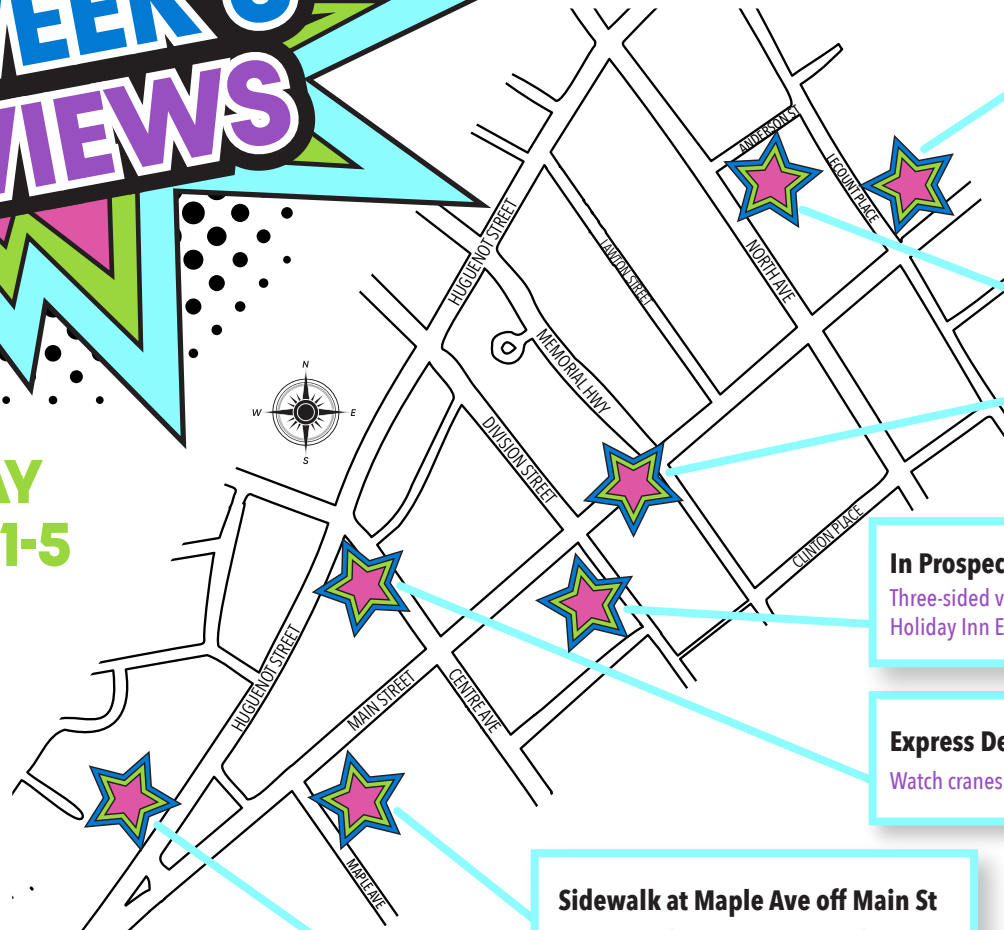 VIEWS
AY
1-5
N
W
E
S
ANDERSON ST
LECOUNT PLACE
HUGUENOT STREET
LAWTON STREET
NORTH AVE
MEMORIAL HWY
DIVISION STREET
CLINTON PLACE
HUGUENOT STREET
MAIN STREET
CENTRE AVE
MAPLE AVE
In Prospec
Three-sided v
Holiday Inn E
Express De
Watch cranes
Sidewalk at Maple Ave off Main St